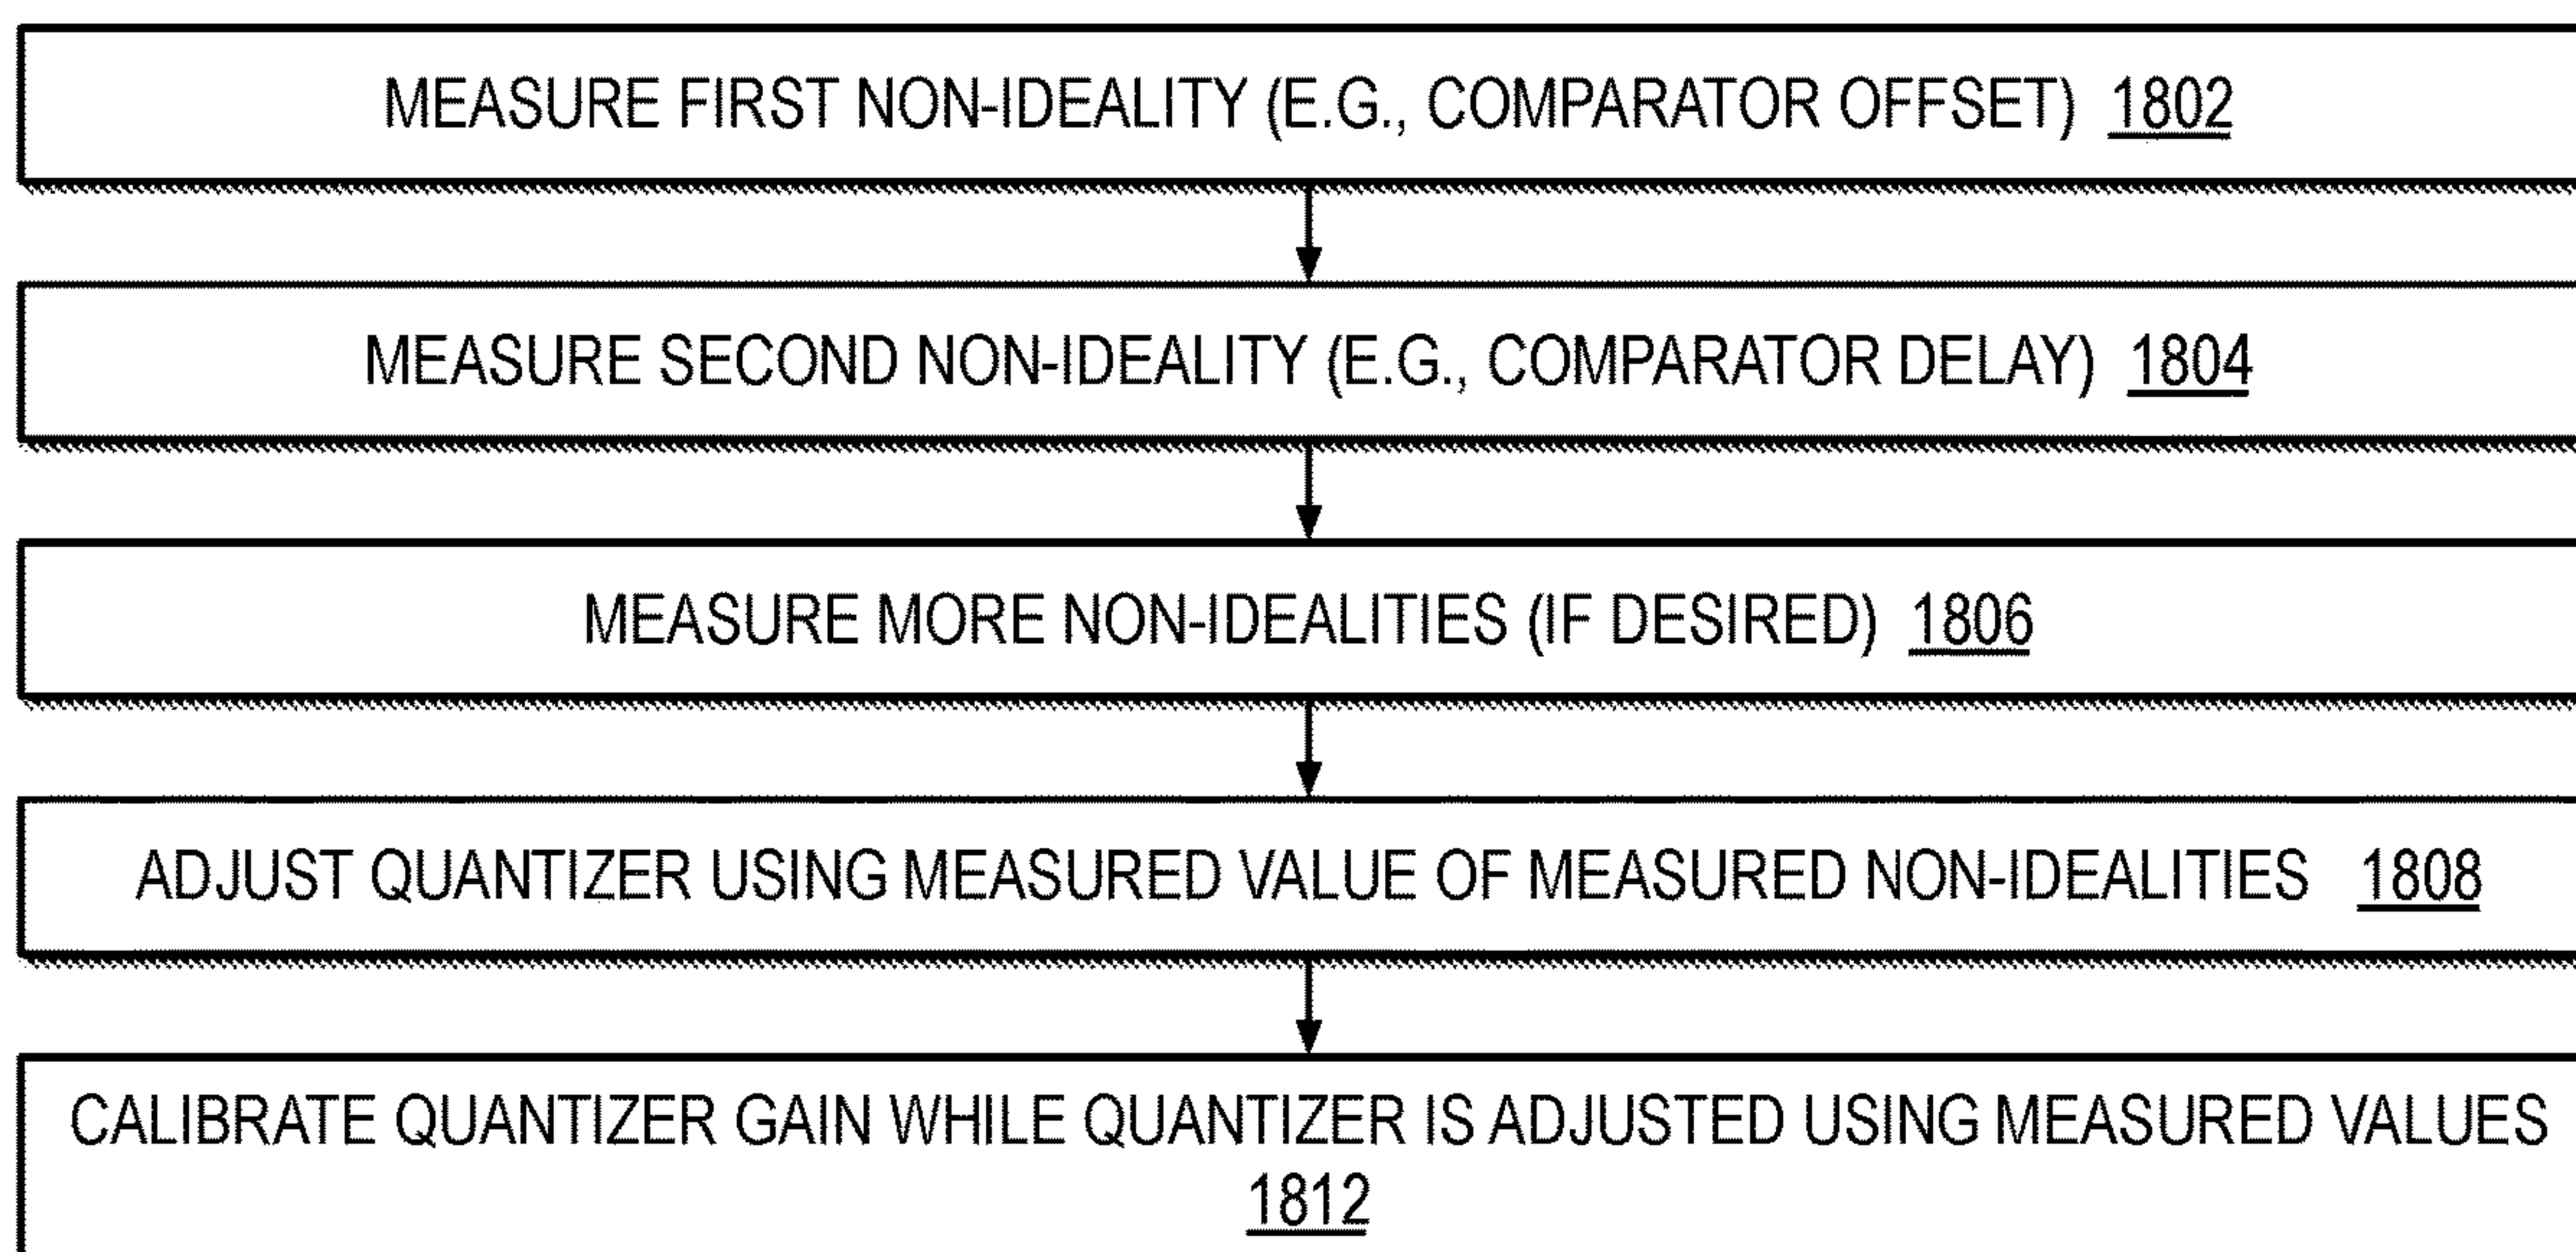 MEASURE FIRST NON-IDEALITY (E.G., COMPARATOR OFFSET) 1802
MEASURE SECOND NON-IDEALITY (E.G., COMPARATOR DELAY) 1804
MEASURE MORE NON-IDEALITIES (IF DESIRED) 1806
ADJUST QUANTIZER USING MEASURED VALUE OF MEASURED NON-IDEALITIES 1808
CALIBRATE QUANTIZER GAIN WHILE QUANTIZER IS ADJUSTED USING MEASURED VALUES
1812